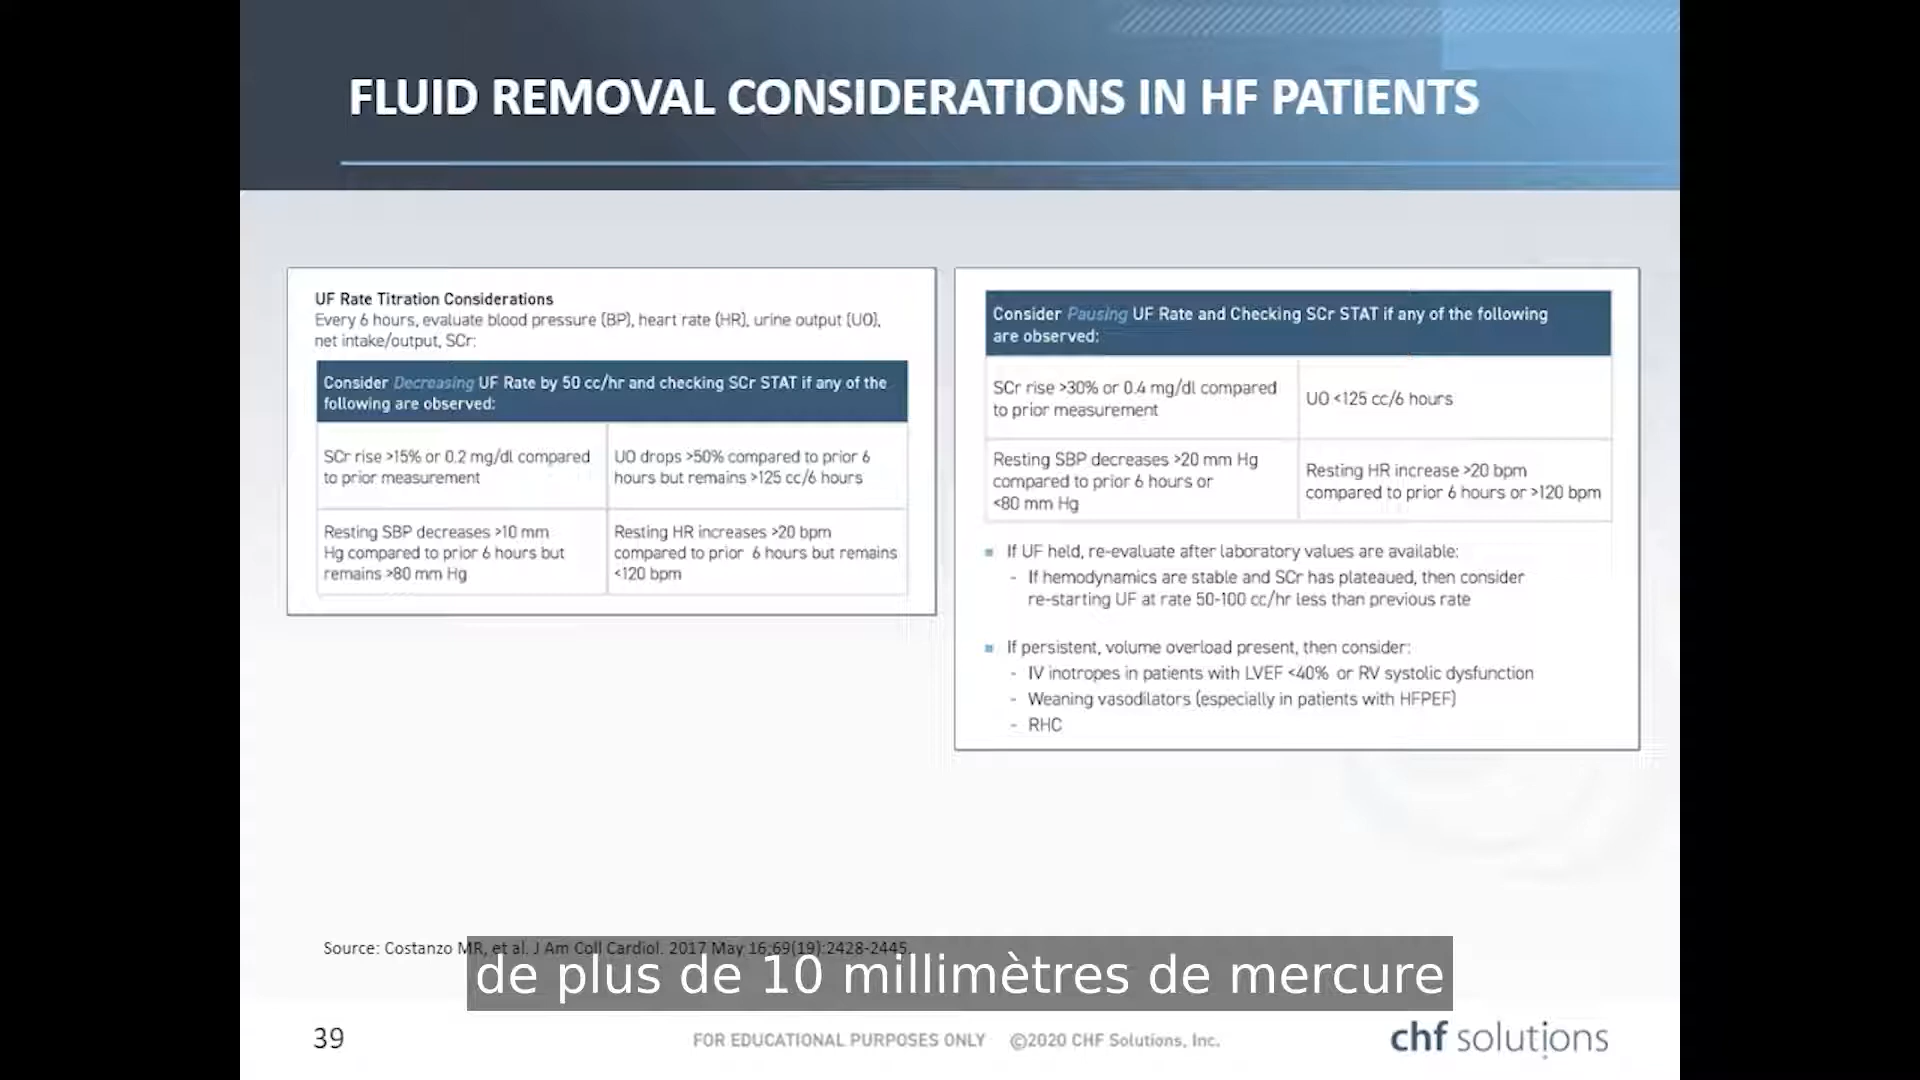 FLUID REMOVAL CONSIDERATIONS IN HF PATIENTS
UF Rate Titration Considerations
Every 6 hours, evaluate blood pressure (BP), heart rate (HR), urine output (UO),
net intake/output, SCr:
Consider Decreasing UF Rate by 50 cc/hr and checking SCr STAT if any of the
following are observed:
SCr rise >15% or 0.2 mg/dl compared
to prior measurement
UO drops >50% compared to prior 6
hours but remains >125 cc/6 hours
Resting SBP decreases >10 mm
Hg compared to prior 6 hours but
remains >80 mm Hg
Resting HR increases >20 bpm
compared to prior 6 hours but remains
<120 bpm
Consider Pausing UF Rate and Checking SCr STAT if any of the following
are observed:
SCr rise >30% or 0.4 mg/dl compared
to prior measurement
UO <125 cc/6 hours
Resting SBP decreases >20 mm Hg
compared to prior 6 hours or
<80 mm Hg
Resting HR increase >20 bpm
compared to prior 6 hours or >120 bpm
If UF held, re-evaluate after laboratory values are available:
- If hemodynamics are stable and SCr has plateaued, then consider
re-starting UF at rate 50-100 cc/hr less than previous rate
If persistent, volume overload present, then consider:
- IV inotropes in patients with LVEF <40% or RV systolic dysfunction
- Weaning vasodilators (especially in patients with HFPEF)
- RHC
Source: Costanzo MR, et al. J Am Coll Cardiol. 2017 May 16;69(19):2428-2445.
de plus de 10 millimètres de mercure
39
FOR EDUCATIONAL PURPOSES ONLY ©2020 CHF Solutions, Inc.
chf solutions